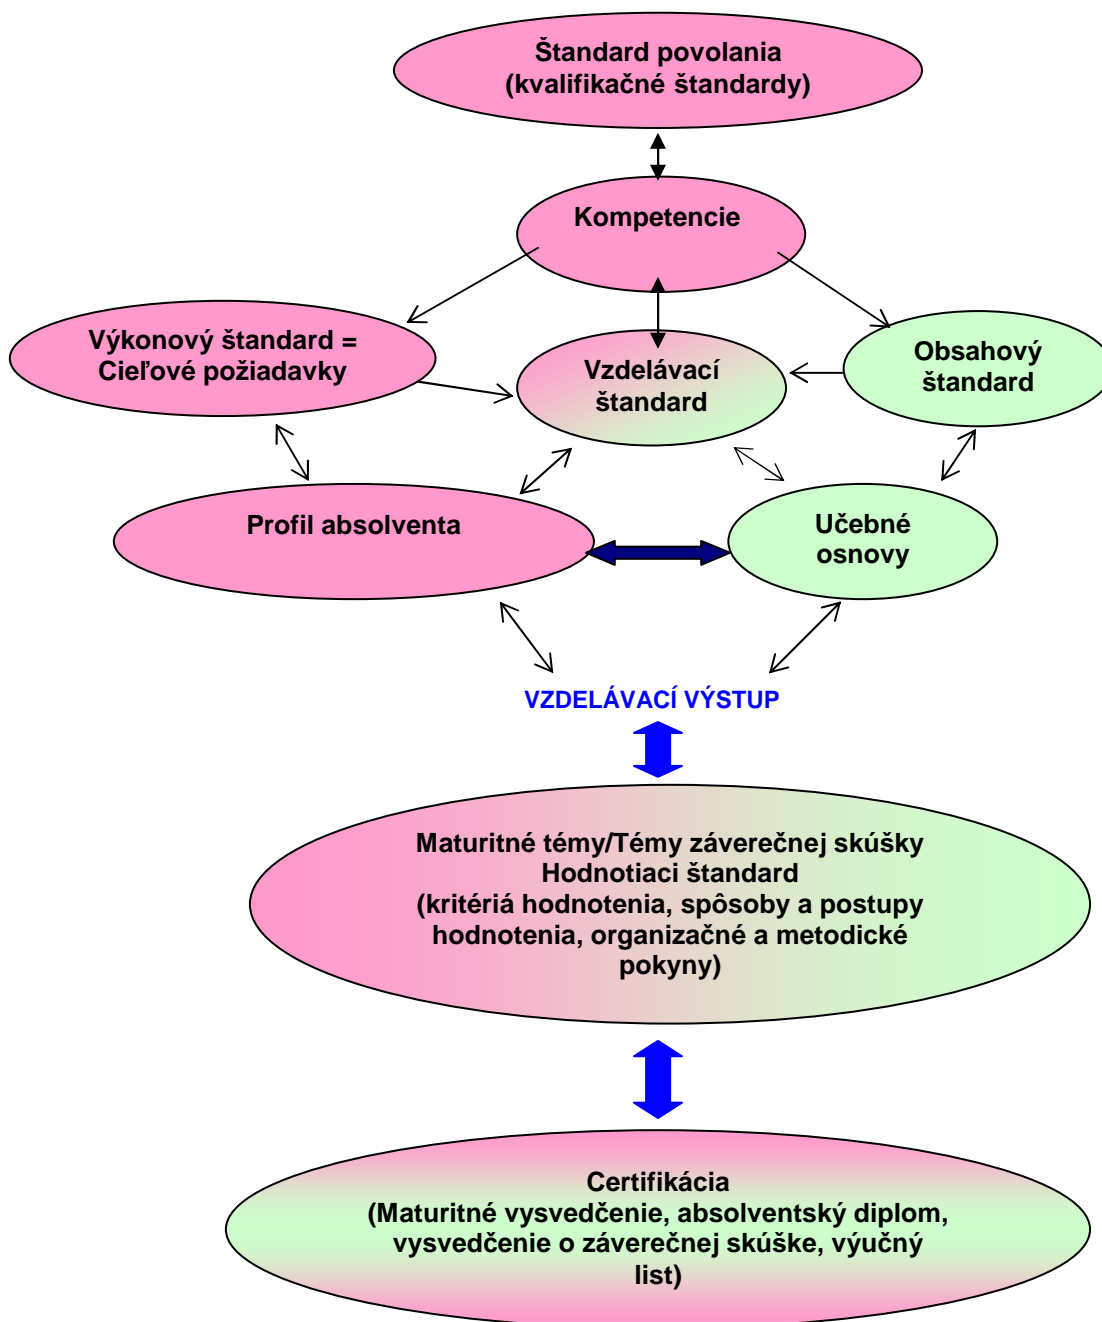 Štandard povolania
(kvalifikačné štandardy)
Kompetencie
Výkonový štandard =
Cieľové požiadavky
Vzdelávací
štandard
Obsahový
štandard
Profil absolventa
Učebné
osnovy
VZDELÁVACÍ VÝSTUP
Maturitné témy/Témy záverečnej skúšky
Hodnotiaci štandard
(kritériá hodnotenia, spôsoby a postupy
hodnotenia, organizačné a metodické
pokyny)
Certifikácia
(Maturitné vysvedčenie, absolventský diplom,
vysvedčenie o záverečnej skúške, výučný
list)